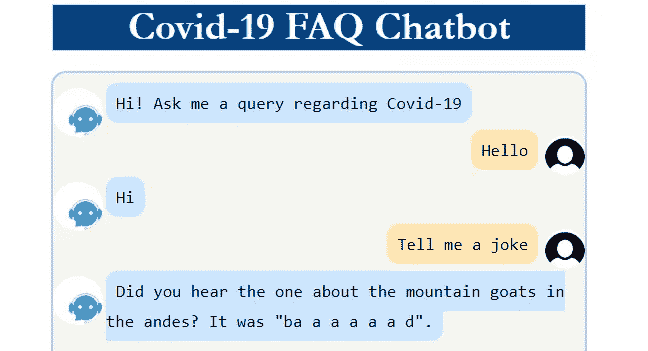 Covid-19 FAQ Chatbot
Hi! Ask me a query regarding Covid-19
Hello
Hi
Tell me a joke
Did you hear the one about the mountain goats in
the andes? It was "ba a a a a a d".